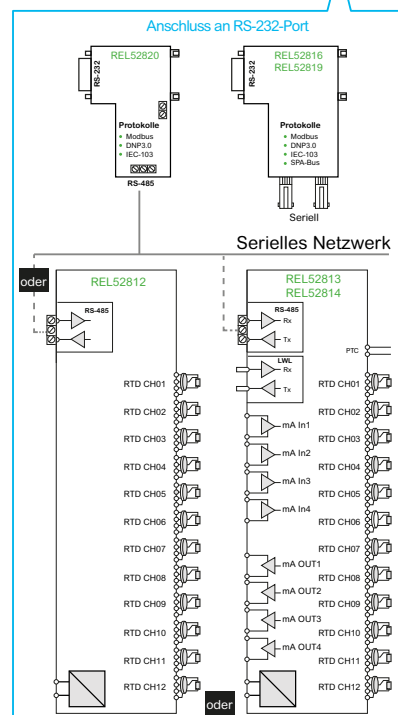 Anschluss an RS-232-Port
REL52820
RS-232
Protokolle
• Modbus
• DNP3.0
• IEC-103
RS-485
REL52816
REL52819
RS-232
Protokolle
• Modbus
• DNP3.0
• IEC-103
• SPA-Bus
Seriell
Serielles Netzwerk
oder
REL52812
RS-485
RTD CH01
RTD CH02
RTD CH03
RTD CH04
RTD CH05
RTD CH06
RTD CH07
RTD CH08
RTD CH09
RTD CH10
RTD CH11
RTD CH12
oder
REL52813
REL52814
RS-485
Rx
Tx
LWL
Rx
Tx
PTC
mA In1
mA In2
mA In3
mA In4
mA OUT1
mA OUT2
mA OUT3
mA OUT4
RTD CH01
RTD CH02
RTD CH03
RTD CH04
RTD CH05
RTD CH06
RTD CH07
RTD CH08
RTD CH09
RTD CH10
RTD CH11
RTD CH12